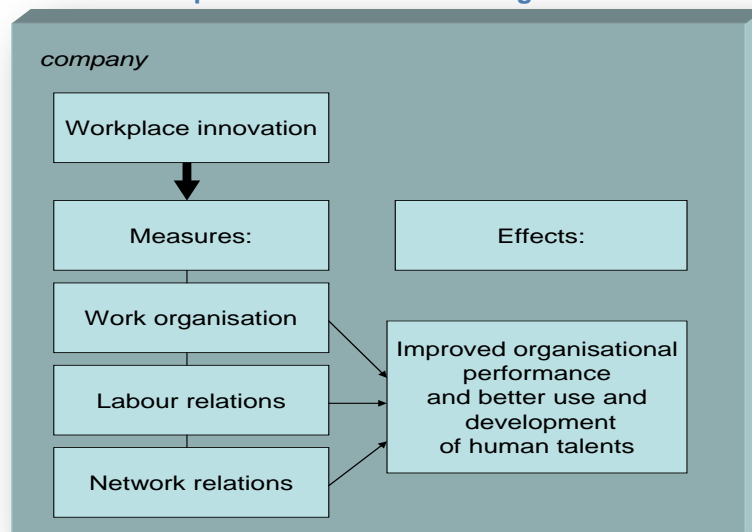 company
Workplace innovation
Measures:
Effects:
Work organisation
Labour relations
Network relations
Improved organisational
performance
and better use and
development
of human talents